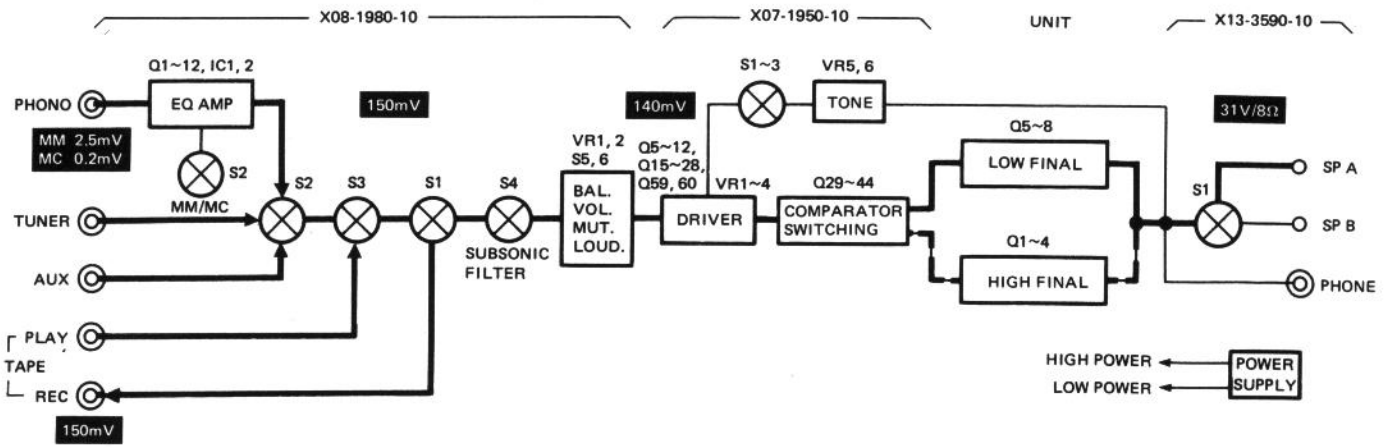 X08-1980-10
X07-1950-10
UNIT
X13-3590-10
Q1~12, IC1, 2
PHONO
EQ AMP
MM 2.5mV
MC 0.2mV
S2
MM/MC
150mV
140mV
S1~3
VR5, 6
TONE
31V/8Ω
TUNER
AUX
PLAY
TAPE
REC
150mV
S2
S3
S1
S4
SUBSONIC
FILTER
VR1, 2
S5, 6
BAL.
VOL.
MUT.
LOUD.
Q5~12,
Q15~28,
Q59, 60
VR1~4
DRIVER
Q29~44
COMPARATOR
SWITCHING
Q5~8
LOW FINAL
Q1~4
HIGH FINAL
S1
SP A
SP B
PHONE
HIGH POWER
LOW POWER
POWER
SUPPLY